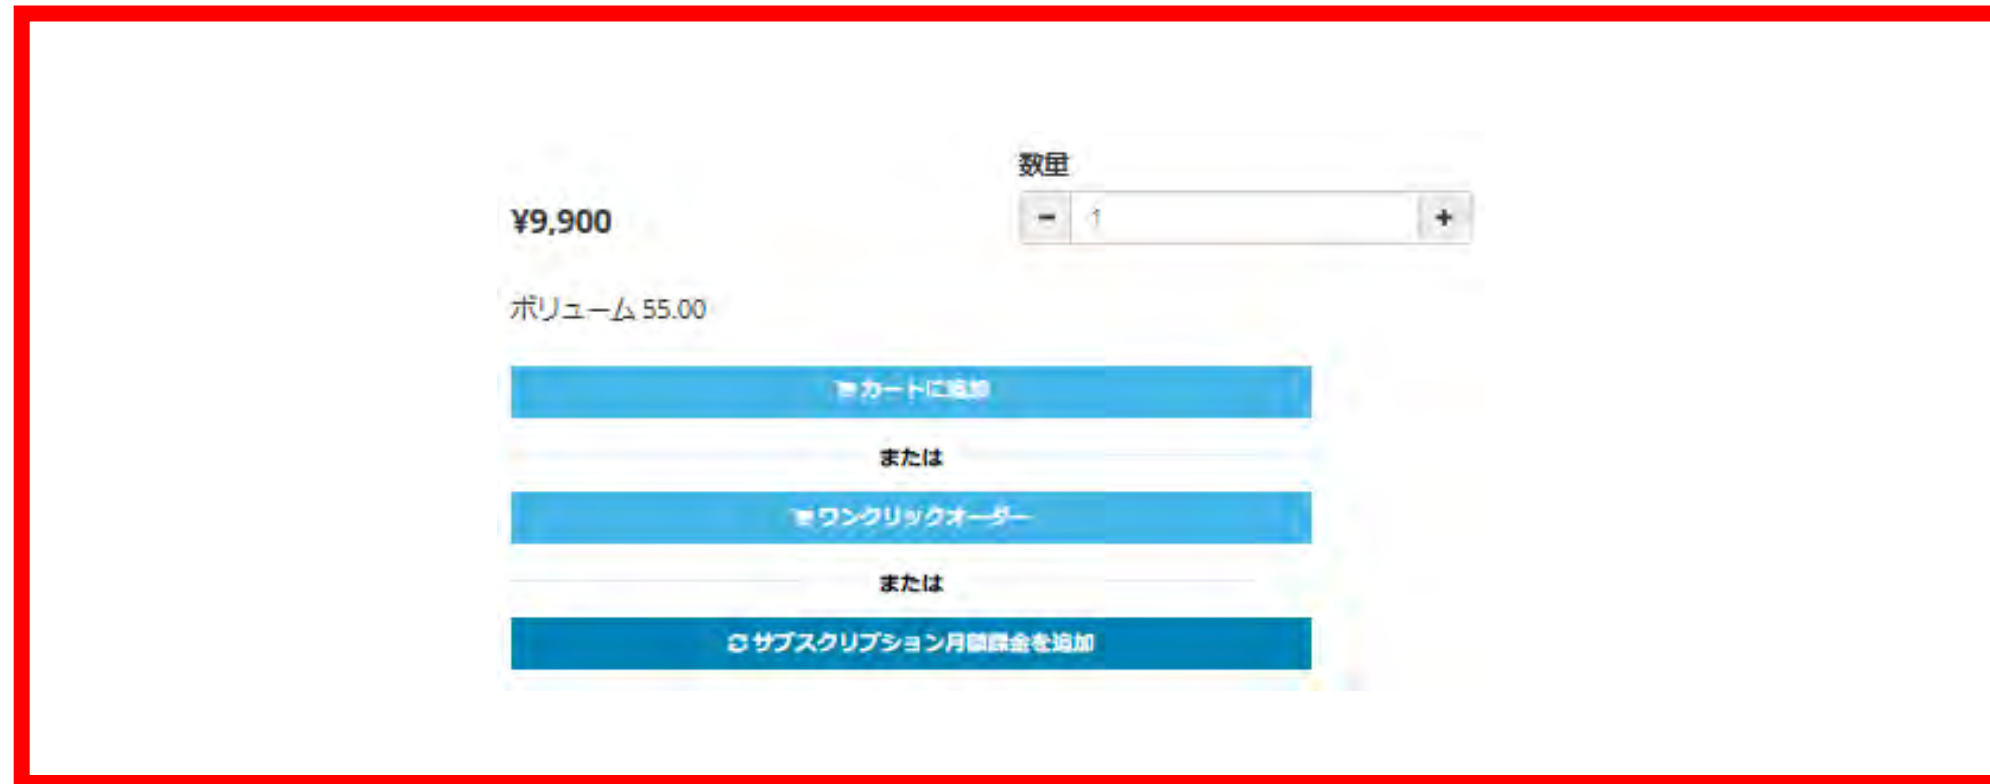 数量
¥9,900
1
ボリューム 55.00
カートに追加
または
ワンクリックオーダー
または
サブスクリプション月額課金を追加